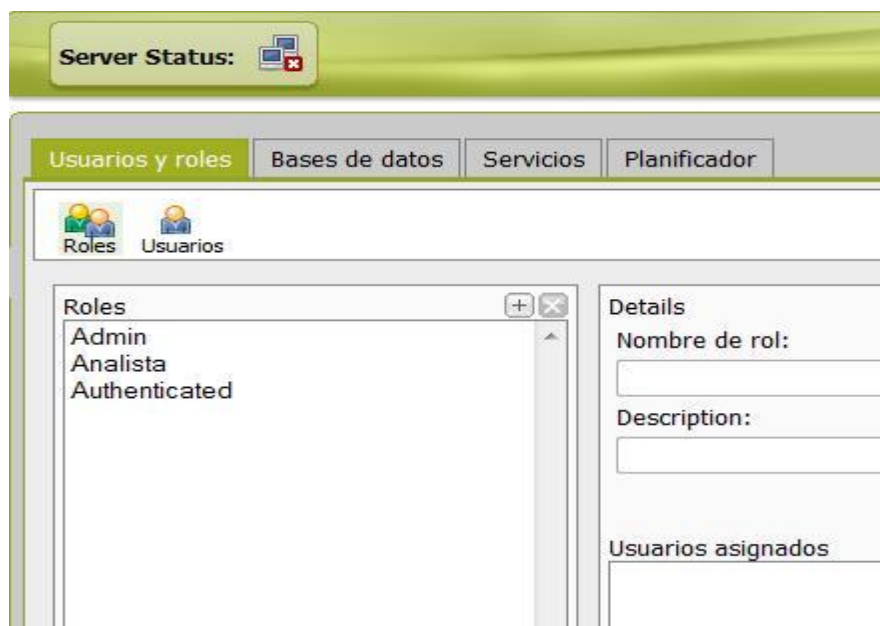 Server Status:
Usuarios y roles Bases de datos Servicios Planificador
Roles Usuarios
Roles
Admin
Analista
Authenticated
Details
Nombre de rol:
Description:
Usuarios asignados